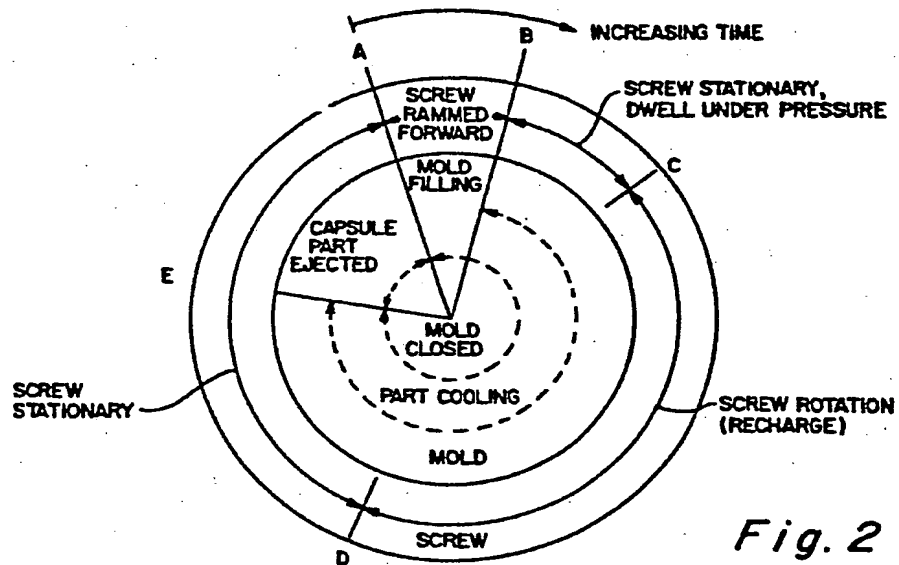 INCREASING TIME
A
B
SCREW
RAMMED
FORWARD
SCREW STATIONARY,
DWELL UNDER PRESSURE
C
MOLD
FILLING
CAPSULE
PART
EJECTED
E
MOLD
CLOSED
SCREW
STATIONARY
PART COOLING
SCREW ROTATION
(RECHARGE)
MOLD
SCREW
D
Fig. 2